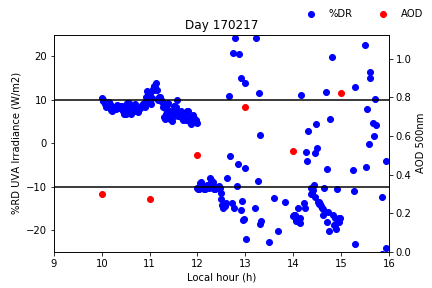 %DR AOD
Day 170217
%RD UVA Irradiance (W/m2)
20
10
0
−10
−20
9 10 11 12 13 14 15 16
Local hour (h)
1.0
0.8
0.6
0.4
0.2
0.0
AOD 500nm